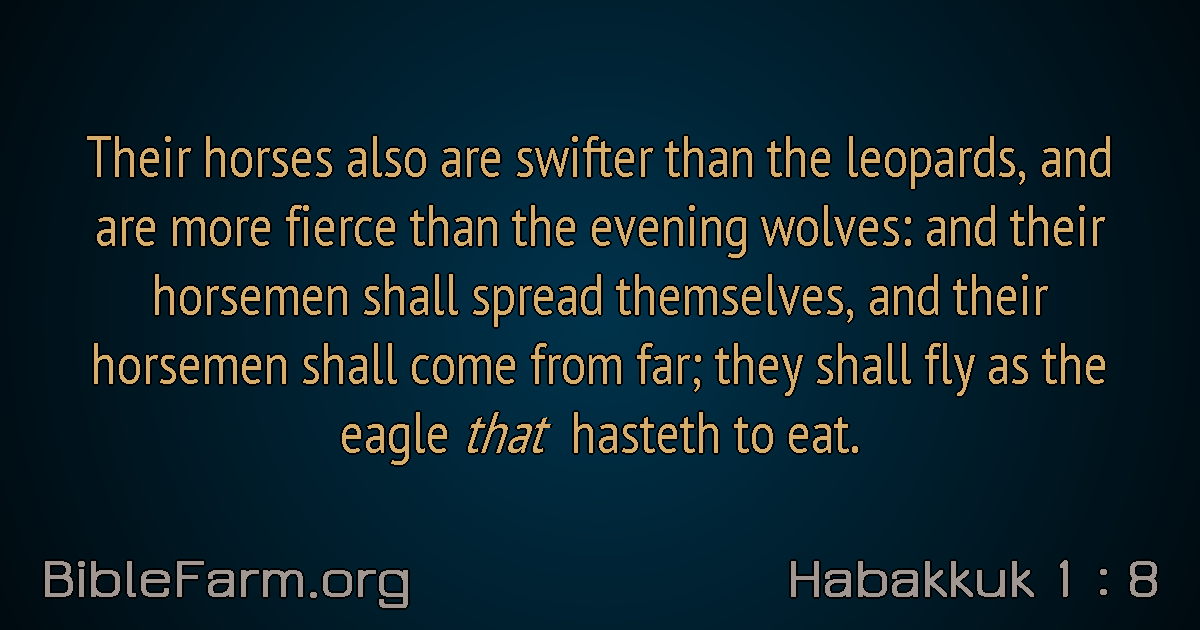 Their horses also are swifter than the leopards, and
are more fierce than the evening wolves: and their
horsemen shall spread themselves, and their
horsemen shall come from far; they shall fly as the
eagle that hasteth to eat.
BibleFarm.org
Habakkuk 1 : 8